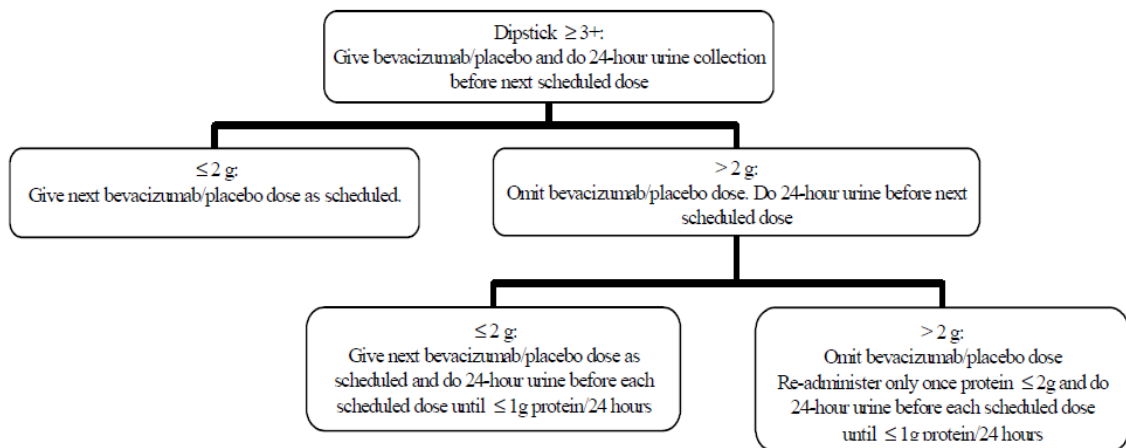 Dipstick ≥ 3+:
Give bevacizumab/placebo and do 24-hour urine collection
before next scheduled dose
≤ 2 g:
Give next bevacizumab/placebo dose as scheduled.
> 2 g:
Omit bevacizumab/placebo dose. Do 24-hour urine before next
scheduled dose
≤ 2 g:
Give next bevacizumab/placebo dose as
scheduled and do 24-hour urine before each
scheduled dose until ≤ 1g protein/24 hours
> 2 g:
Omit bevacizumab/placebo dose
Re-administer only once protein ≤ 2g and do
24-hour urine before each scheduled dose
until ≤ 1g protein/24 hours